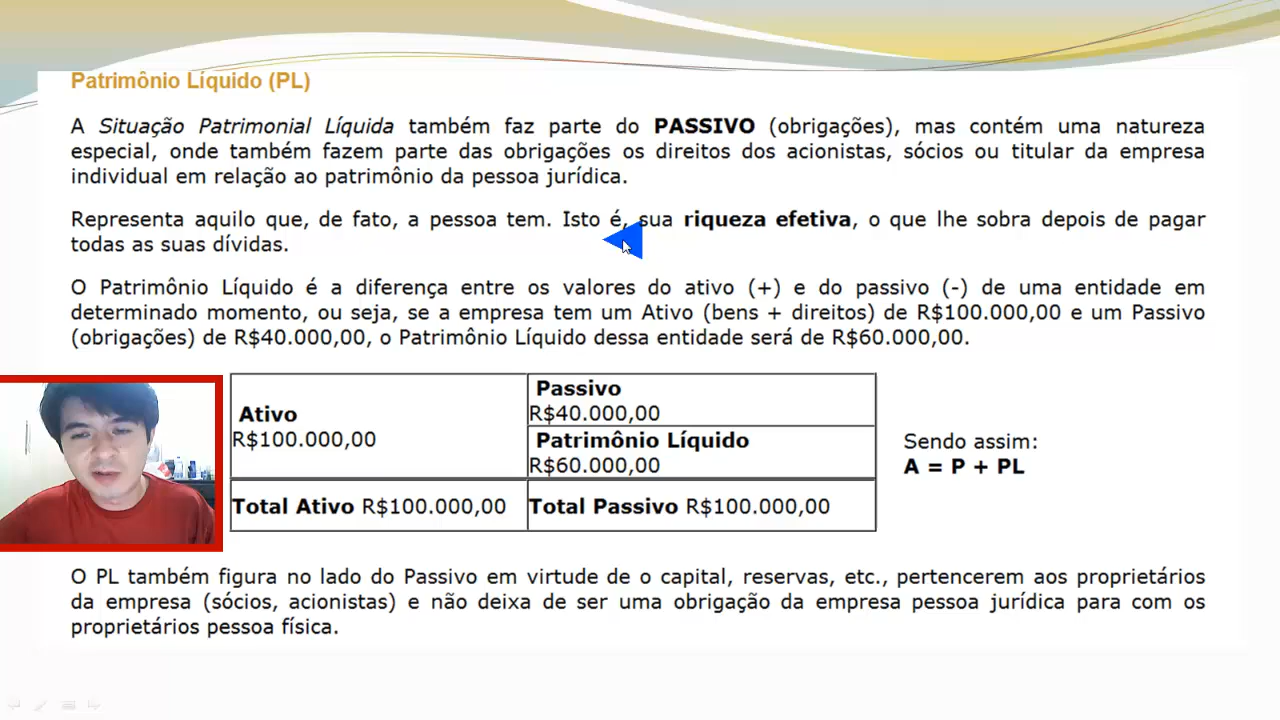 Patrimônio Líquido (PL)
A Situação Patrimonial Líquida também faz parte do PASSIVO (obrigações), mas contém uma natureza
especial, onde também fazem parte das obrigações os direitos dos acionistas, sócios ou titular da empresa
individual em relação ao patrimônio da pessoa jurídica.
Representa aquilo que, de fato, a pessoa tem. Isto é, sua riqueza efetiva, o que lhe sobra depois de pagar
todas as suas dívidas.
O Patrimônio Líquido é a diferença entre os valores do ativo (+) e do passivo (-) de uma entidade em
determinado momento, ou seja, se a empresa tem um Ativo (bens + direitos) de R$100.000,00 e um Passivo
(obrigações) de R$40.000,00, o Patrimônio Líquido dessa entidade será de R$60.000,00.
Ativo
R$100.000,00
Passivo
R$40.000,00
Patrimônio Líquido
R$60.000,00
Total Ativo R$100.000,00
Total Passivo R$100.000,00
Sendo assim:
A = P + PL
O PL também figura no lado do Passivo em virtude de o capital, reservas, etc., pertencerem aos proprietários
da empresa (sócios, acionistas) e não deixa de ser uma obrigação da empresa pessoa jurídica para com os
proprietários pessoa física.